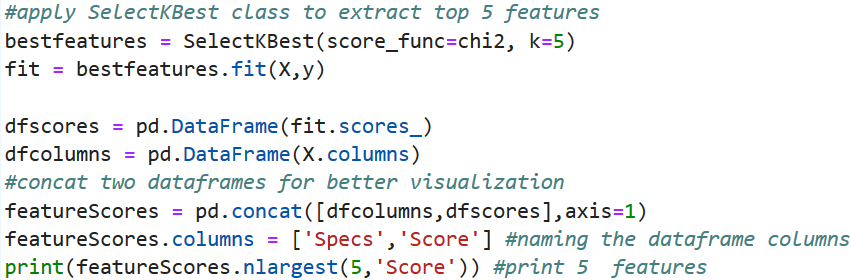 #apply SelectKBest class to extract top 5 features
bestfeatures = SelectKBest(score_func=chi2, k=5)
fit = bestfeatures.fit(X,y)
dfscores = pd.DataFrame(fit.scores_)
dfcolumns = pd.DataFrame(X.columns)
#concat two dataframes for better visualization
featureScores = pd.concat([dfcolumns,dfscores],axis=1)
featureScores.columns = ['Specs','Score'] #naming the dataframe columns
print(featureScores.nlargest(5,'Score')) #print 5  features